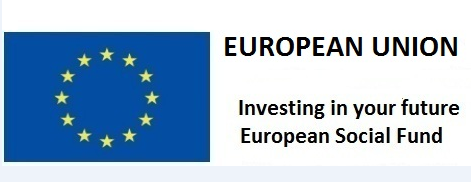 EUROPEAN UNION
Investing in your future
European Social Fund